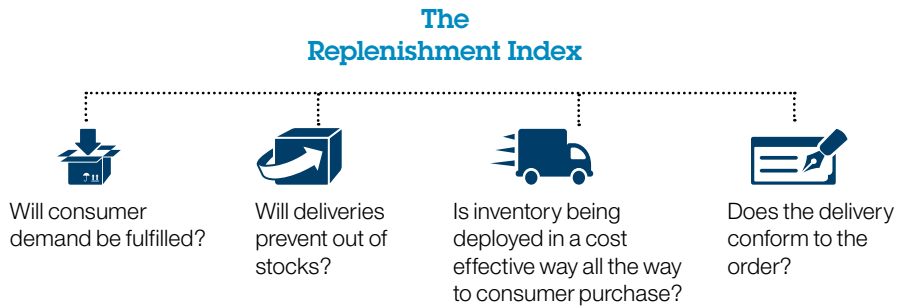 The
Replenishment Index
Will consumer
demand be fulfilled?
Will deliveries
prevent out of
stocks?
Is inventory being
deployed in a cost
effective way all the way
to consumer purchase?
Does the delivery
conform to the
order?